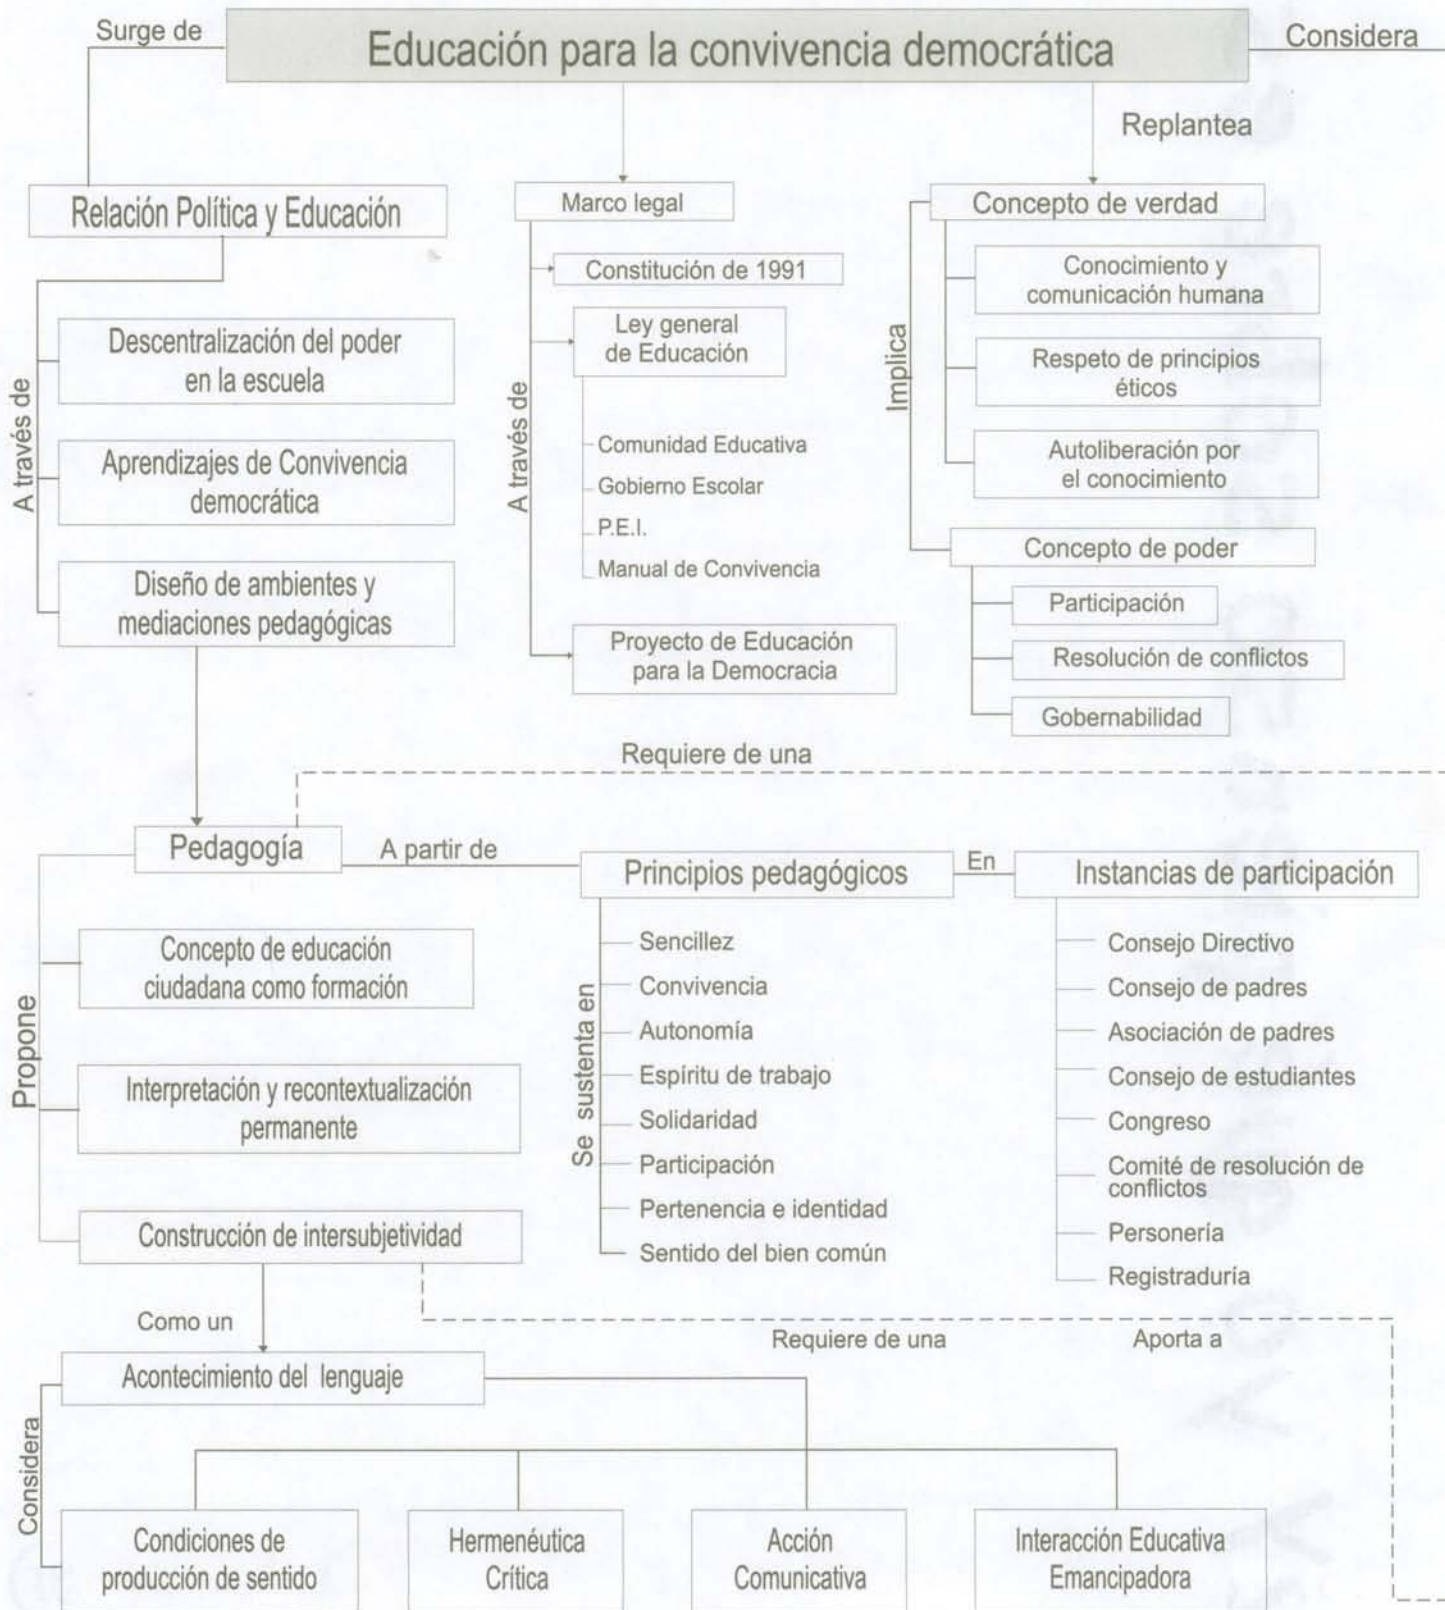 Surge de
Educación para la convivencia democrática
Considera
Replantea
Relación Política y Educación
A través de
Descentralización del poder
en la escuela
Aprendizajes de Convivencia
democrática
Diseño de ambientes y
mediaciones pedagógicas
Marco legal
A través de
Constitución de 1991
Ley general
de Educación
Comunidad Educativa
Gobierno Escolar
P.E.I.
Manual de Convivencia
Proyecto de Educación
para la Democracia
Concepto de verdad
Implica
Conocimiento y
comunicación humana
Respeto de principios
éticos
Autoliberación por
el conocimiento
Concepto de poder
Participación
Resolución de conflictos
Gobernabilidad
Requiere de una
Pedagogía
A partir de
Principios pedagógicos
En
Instancias de participación
Propone
Concepto de educación
ciudadana como formación
Interpretación y recontextualización
permanente
Construcción de intersubjetividad
Se sustenta en
Sencillez
Convivencia
Autonomía
Espíritu de trabajo
Solidaridad
Participación
Pertenencia e identidad
Sentido del bien común
Consejo Directivo
Consejo de padres
Asociación de padres
Consejo de estudiantes
Congreso
Comité de resolución de
conflictos
Personería
Registraduría
Como un
Requiere de una
Aporta a
Acontecimiento del lenguaje
Considera
Condiciones de
producción de sentido
Hermenéutica
Crítica
Acción
Comunicativa
Interacción Educativa
Emancipadora